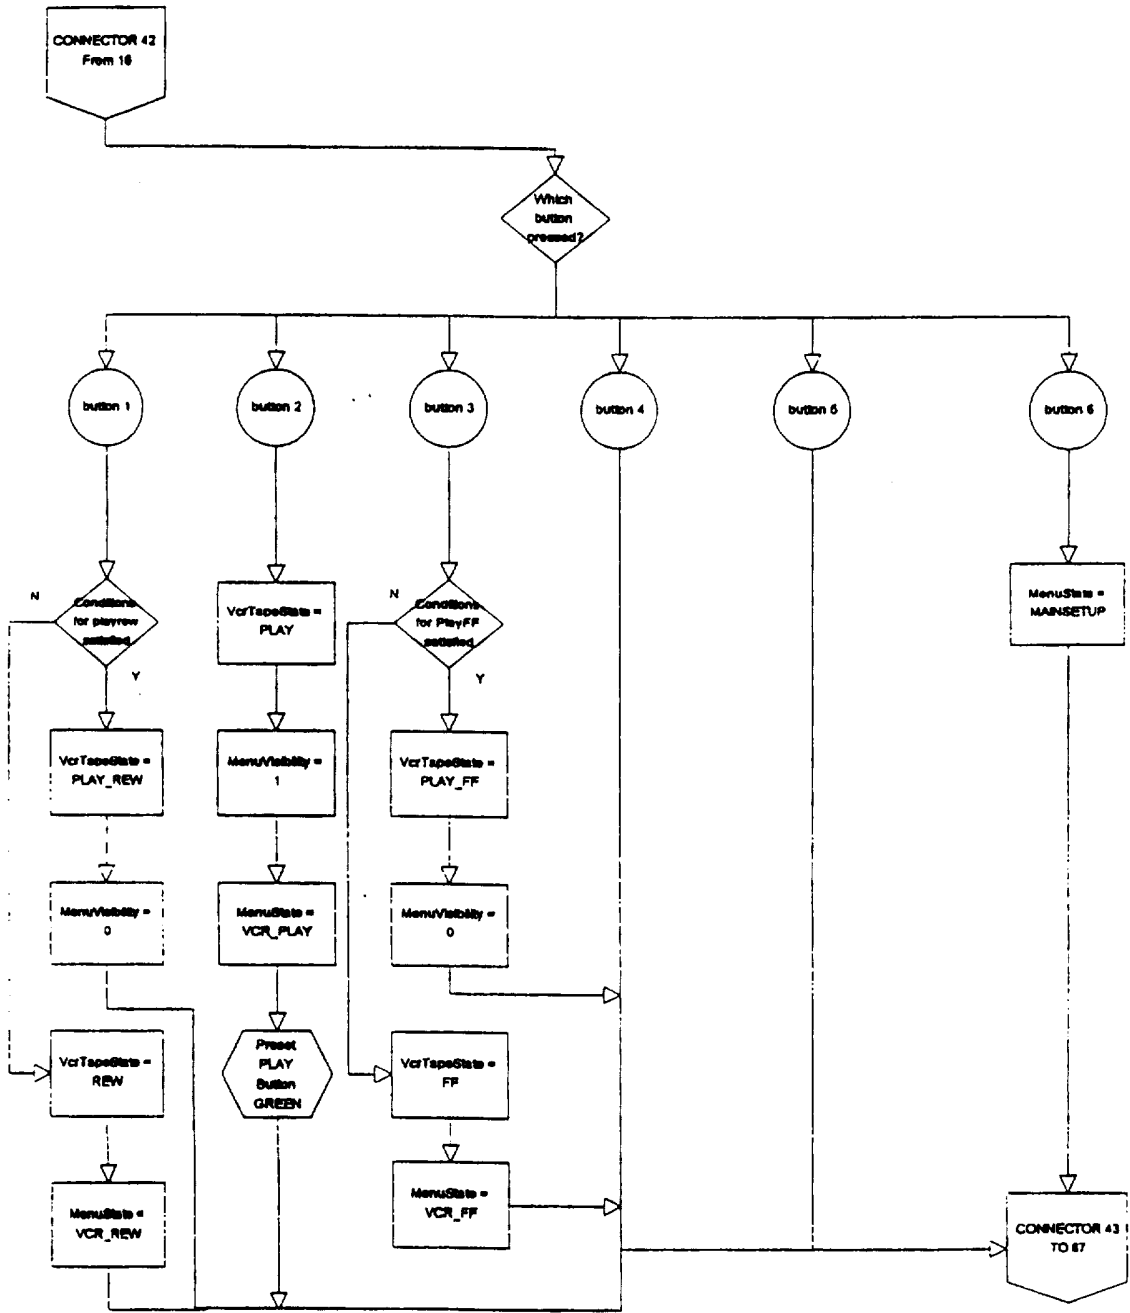 CONNECTOR 42
From 16
Which
button
pressed?
button 1
button 2
button 3
button 4
button 5
button 6
N
Conditions
for playrew
satisfied
Y
VcrTapeState =
PLAY
N
Conditions
for PlayFF
satisfied
Y
MenuState =
MAINSETUP
VcrTapeState =
PLAY_REW
MenuVisibility =
1
VcrTapeState =
PLAY_FF
MenuVisibility =
0
MenuState =
VCR_PLAY
MenuVisibility =
0
VcrTapeState =
REW
Preset
PLAY
Button
GREEN
VcrTapeState =
FF
MenuState =
VCR_REW
MenuState =
VCR_FF
CONNECTOR 43
TO 67